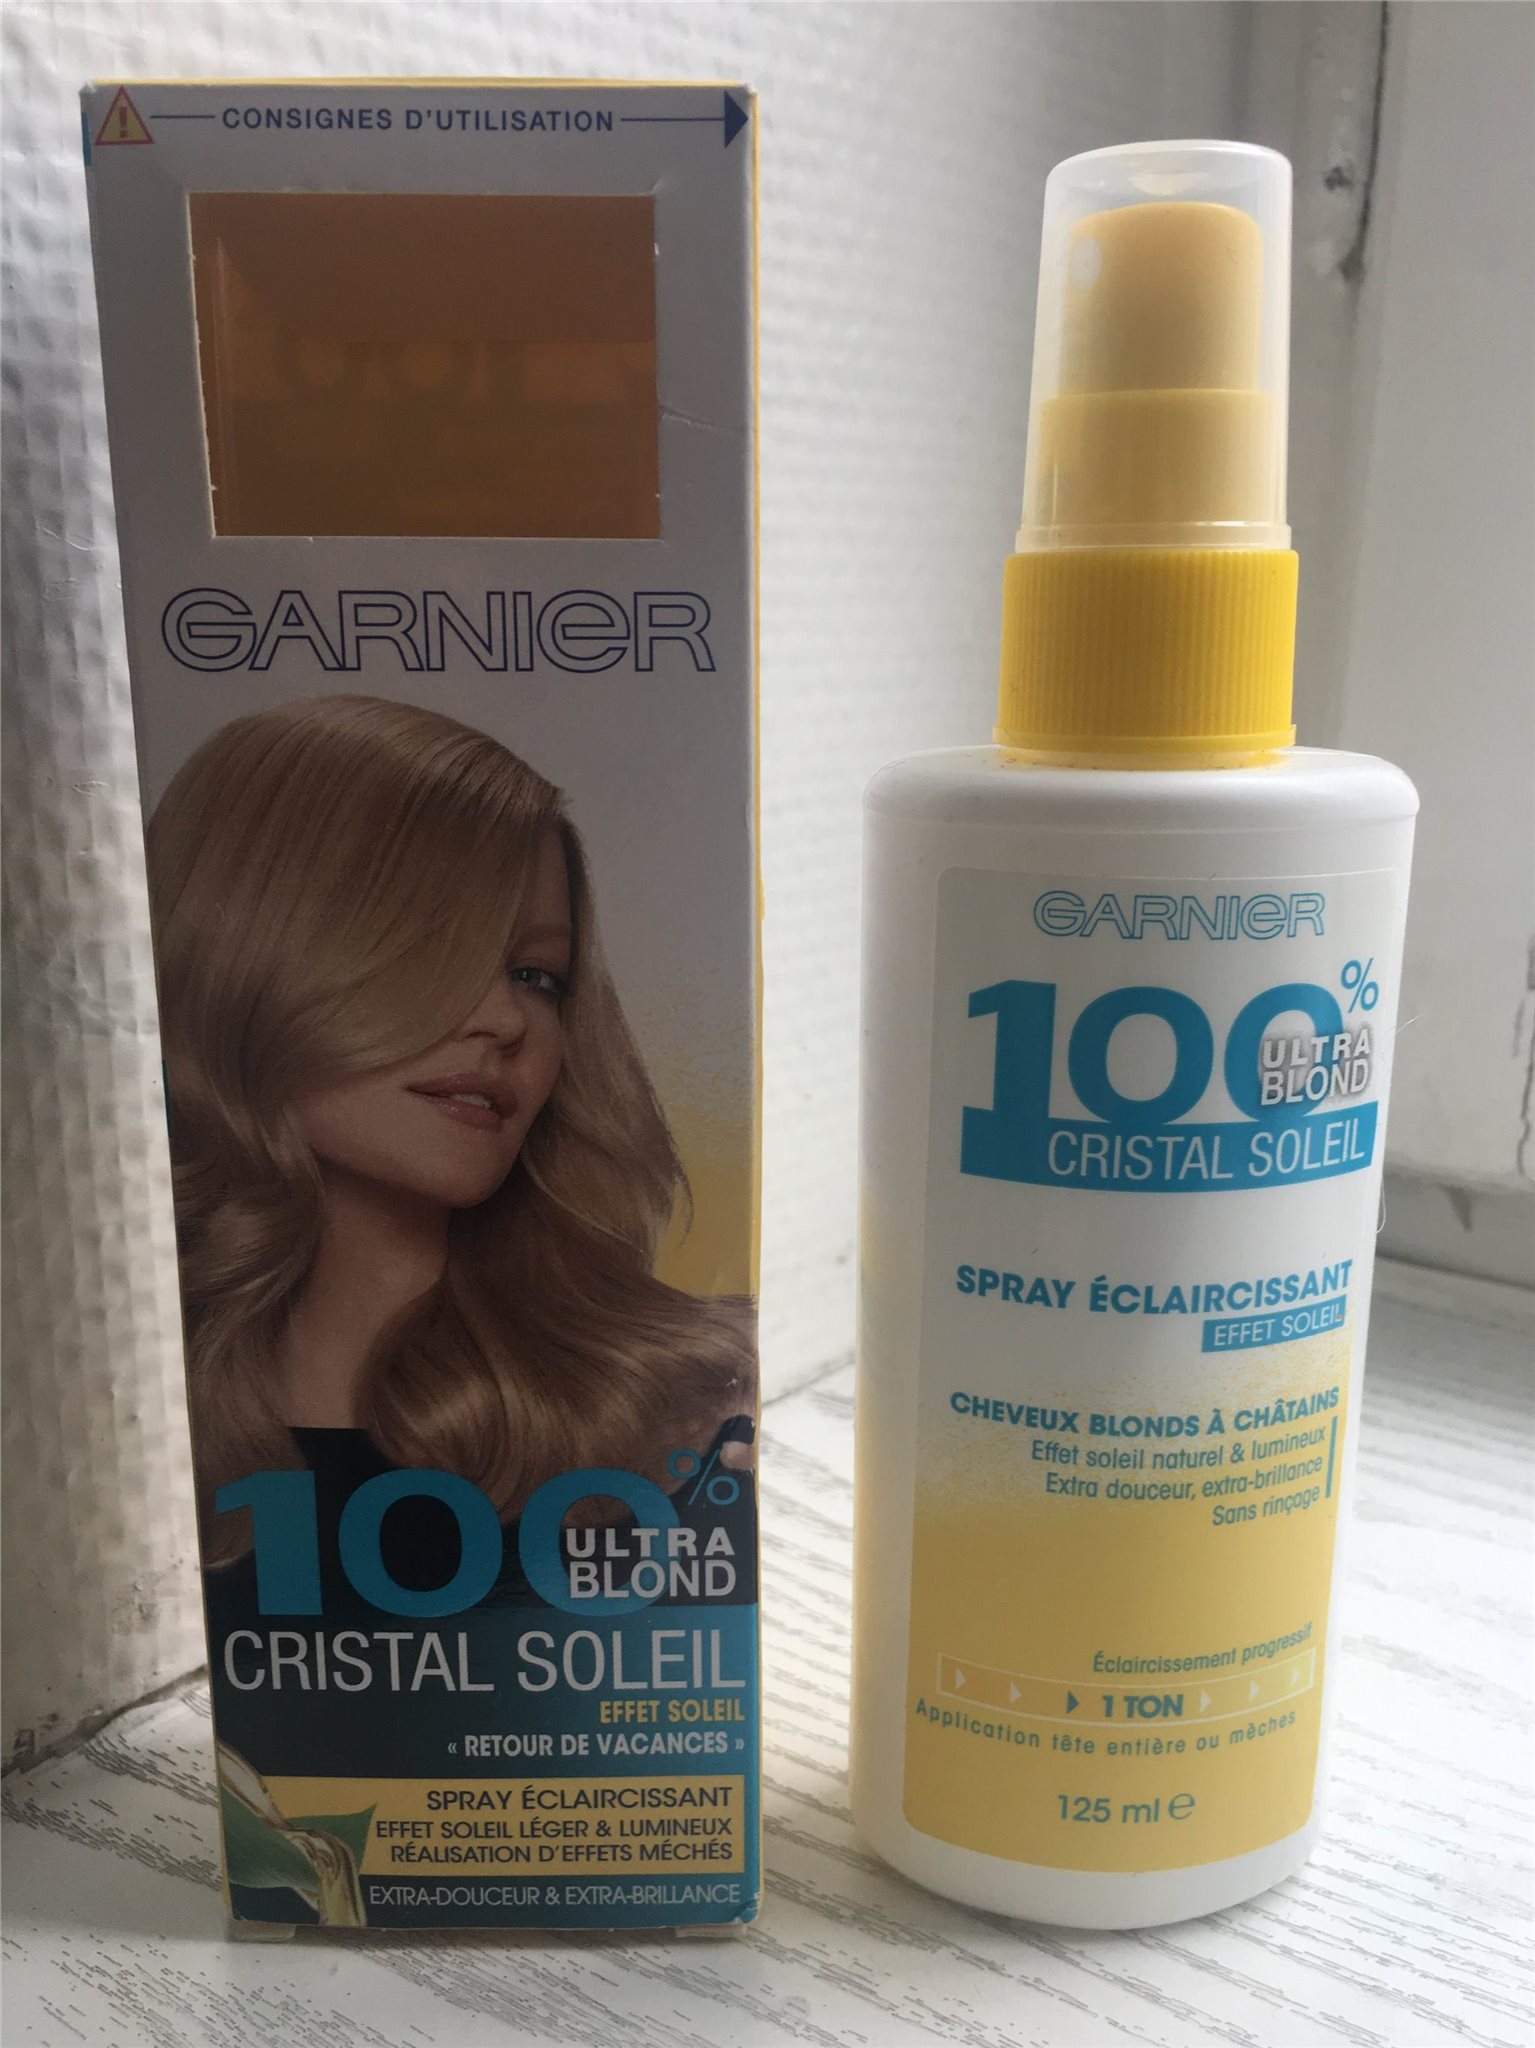 CONSIGNES D'UTILISATION
GARNIER
100%
ULTRA
BLOND
CRISTAL SOLEIL
EFFET SOLEIL
« RETOUR DE VACANCES »
SPRAY ÉCLAIRCISSANT
EFFET SOLEIL LÉGER & LUMINEUX
RÉALISATION D'EFFETS MÉCHÉS
EXTRA-DOUCEUR & EXTRA-BRILLANCE
GARNIER
100%
ULTRA
BLOND
CRISTAL SOLEIL
SPRAY ÉCLAIRCISSANT
EFFET SOLEIL
CHEVEUX BLONDS À CHÂTAINS
Effet soleil naturel & lumineux
Extra douceur, extra-brillance
Sans rinçage
Éclaircissement progressif
1 TON
Application tête entière ou mèches
125 ml e